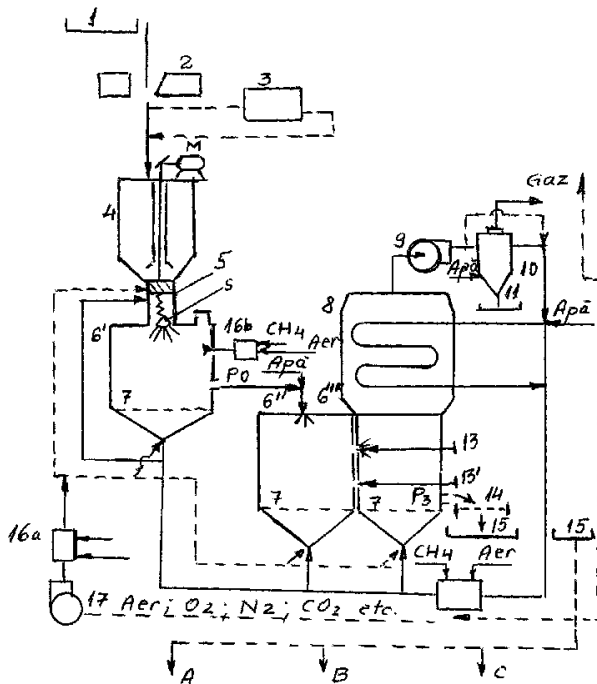 1
2
3
M
Gaz
4
9
Apă
10
5
11
S
8
Apă
6'
16b
CH4
Aer
Apă
PO
6"
6'"
7
13
13'
7
7
P3
14
15
15
16a
CH4
Aer
17 Aer; O2; N2; CO2 etc.
A
B
C